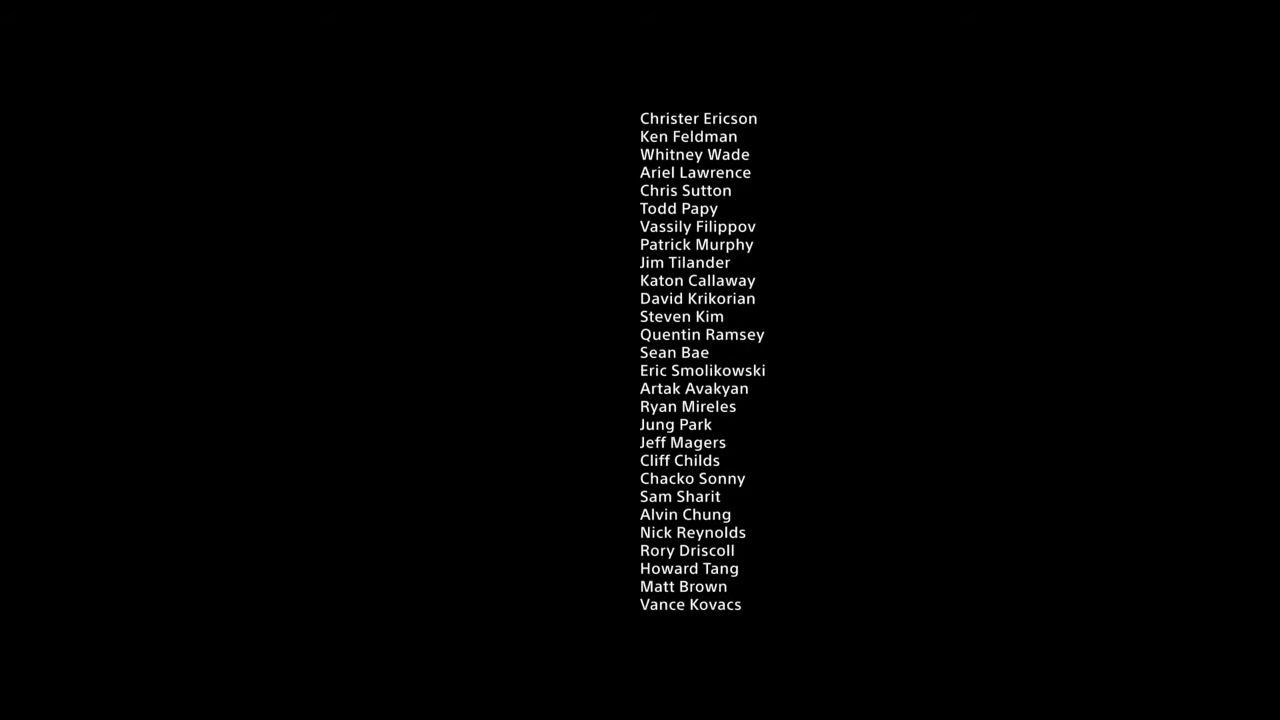 Christer Ericson
Ken Feldman
Whitney Wade
Ariel Lawrence
Chris Sutton
Todd Papy
Vassily Filippov
Patrick Murphy
Jim Tilander
Katon Callaway
David Krikorian
Steven Kim
Quentin Ramsey
Sean Bae
Eric Smolikowski
Artak Avakyan
Ryan Mireles
Jung Park
Jeff Magers
Cliff Childs
Chacko Sonny
Sam Sharit
Alvin Chung
Nick Reynolds
Rory Driscoll
Howard Tang
Matt Brown
Vance Kovacs